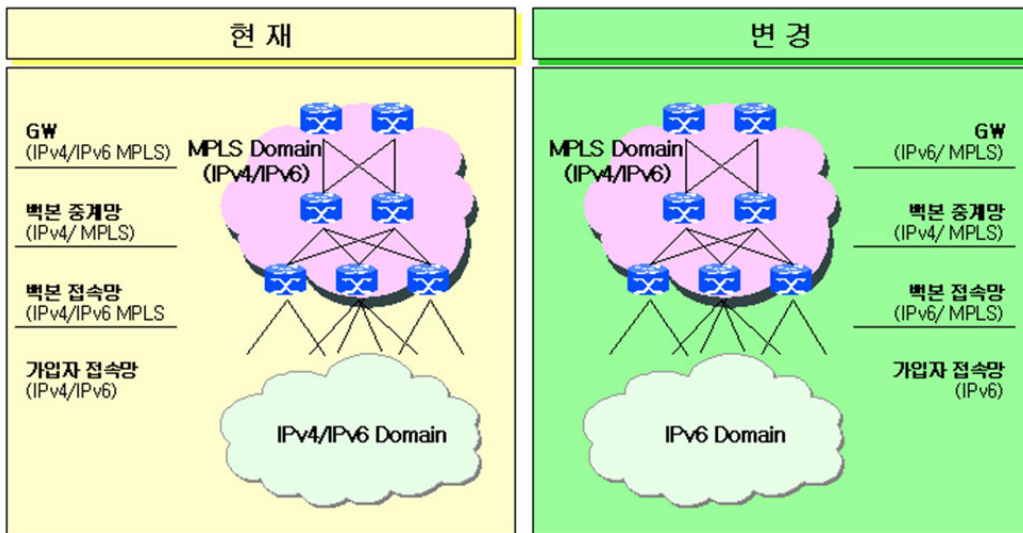 현 재
변 경
GW
(IPv4/IPv6 MPLS)
백본 중계망
(IPv4/ MPLS)
백본 접속망
(IPv4/IPv6 MPLS
가입자 접속망
(IPv4/IPv6)
MPLS Domain
(IPv4/IPv6)
IPv4/IPv6 Domain
MPLS Domain
(IPv4/IPv6)
IPv6 Domain
GW
(IPv6/ MPLS)
백본 중계망
(IPv4/ MPLS)
백본 접속망
(IPv6/ MPLS)
가입자 접속망
(IPv6)